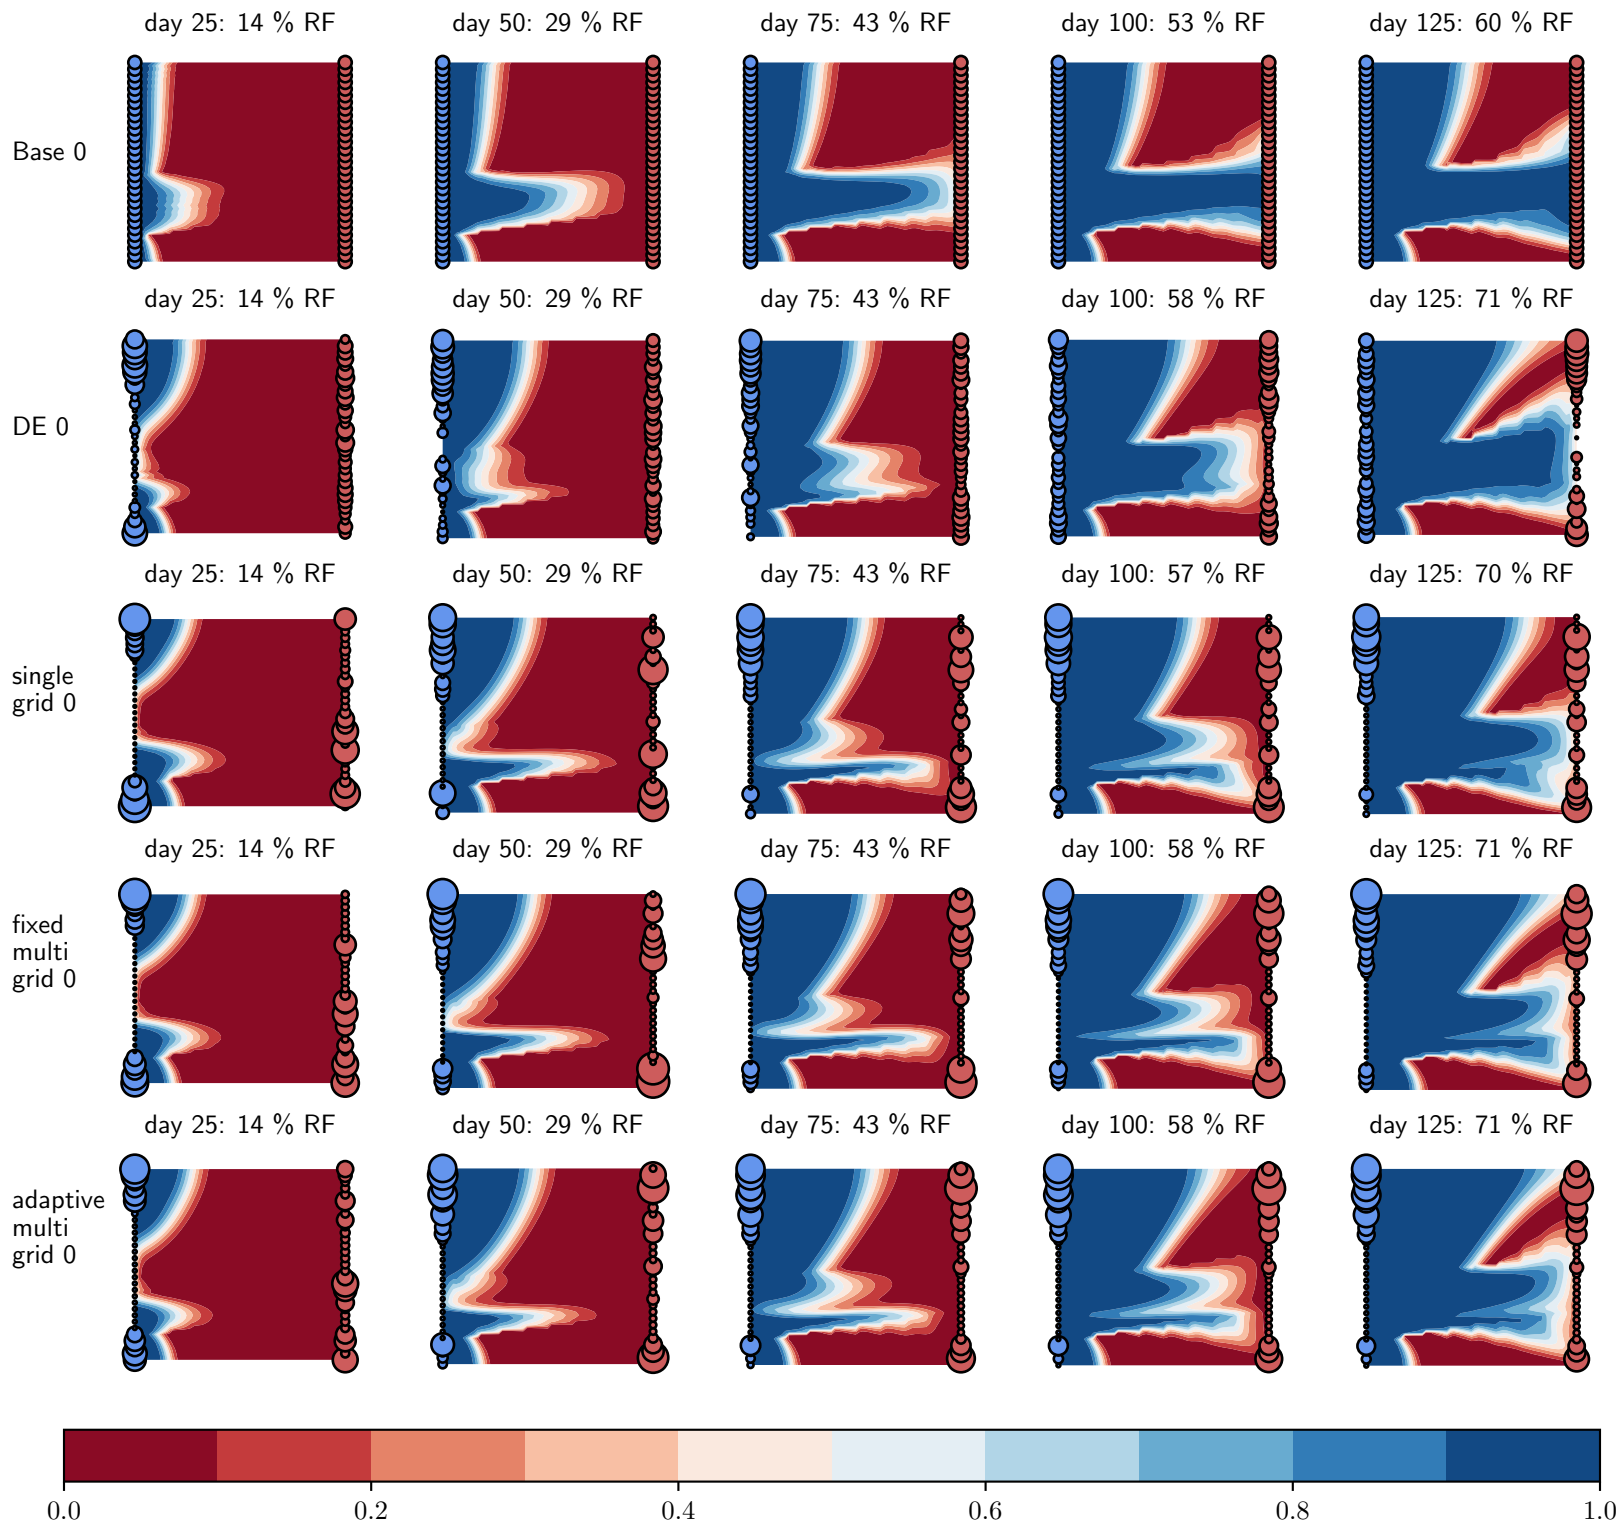 day 25: 14 % RF
day 50: 29 % RF
day 75: 43 % RF
day 100: 53 % RF
day 125: 60 % RF
Base 0
day 25: 14 % RF
day 50: 29 % RF
day 75: 43 % RF
day 100: 58 % RF
day 125: 71 % RF
DE 0
day 25: 14 % RF
day 50: 29 % RF
day 75: 43 % RF
day 100: 57 % RF
day 125: 70 % RF
single
grid 0
day 25: 14 % RF
day 50: 29 % RF
day 75: 43 % RF
day 100: 58 % RF
day 125: 71 % RF
fixed
multi
grid 0
day 25: 14 % RF
day 50: 29 % RF
day 75: 43 % RF
day 100: 58 % RF
day 125: 71 % RF
adaptive
multi
grid 0
0.0
0.2
0.4
0.6
0.8
1.0